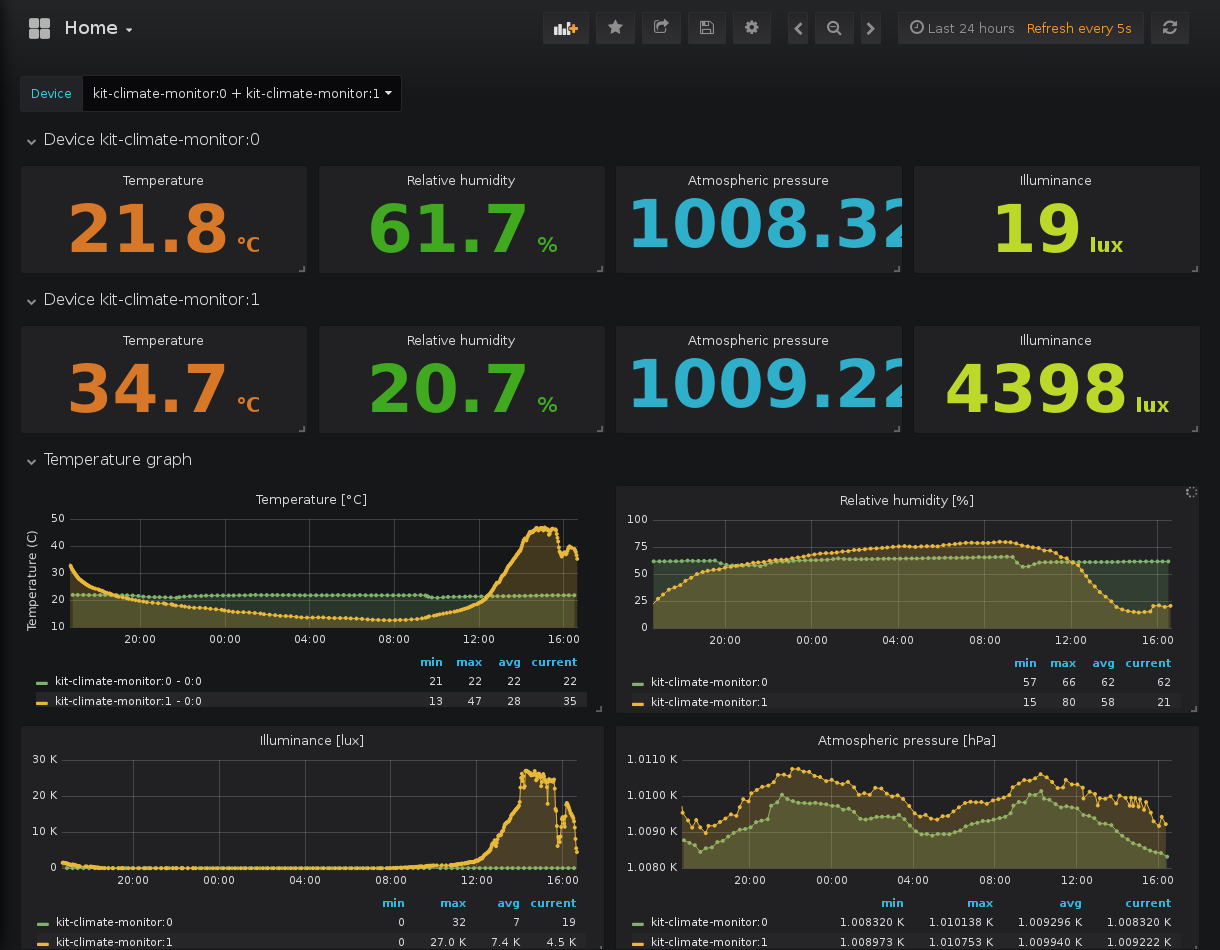 Home
Last 24 hours Refresh every 5s
Device kit-climate-monitor:0 + kit-climate-monitor:1
Device kit-climate-monitor:0
Temperature Relative humidity Atmospheric pressure Illuminance
21.8 °C 61.7 % 1008.32 19 lux
Device kit-climate-monitor:1
Temperature Relative humidity Atmospheric pressure Illuminance
34.7 °C 20.7 % 1009.22 4398 lux
Temperature graph
Temperature [°C]
Temperature (C)
50
40
30
20
10
20:00 00:00 04:00 08:00 12:00 16:00
min max avg current
kit-climate-monitor:0 - 0:0 21 22 22 22
kit-climate-monitor:1 - 0:0 13 47 28 35
Relative humidity [%]
100
75
50
25
0
20:00 00:00 04:00 08:00 12:00 16:00
min max avg current
kit-climate-monitor:0 57 66 62 62
kit-climate-monitor:1 15 80 58 21
Illuminance [lux]
30 K
20 K
10 K
0
20:00 00:00 04:00 08:00 12:00 16:00
min max avg current
kit-climate-monitor:0 0 32 7 19
kit-climate-monitor:1 0 27.0 K 7.4 K 4.5 K
Atmospheric pressure [hPa]
1.0110 K
1.0100 K
1.0090 K
1.0080 K
20:00 00:00 04:00 08:00 12:00 16:00
min max avg current
kit-climate-monitor:0 1.008320 K 1.010138 K 1.009296 K 1.008320 K
kit-climate-monitor:1 1.008973 K 1.010753 K 1.009940 K 1.009222 K